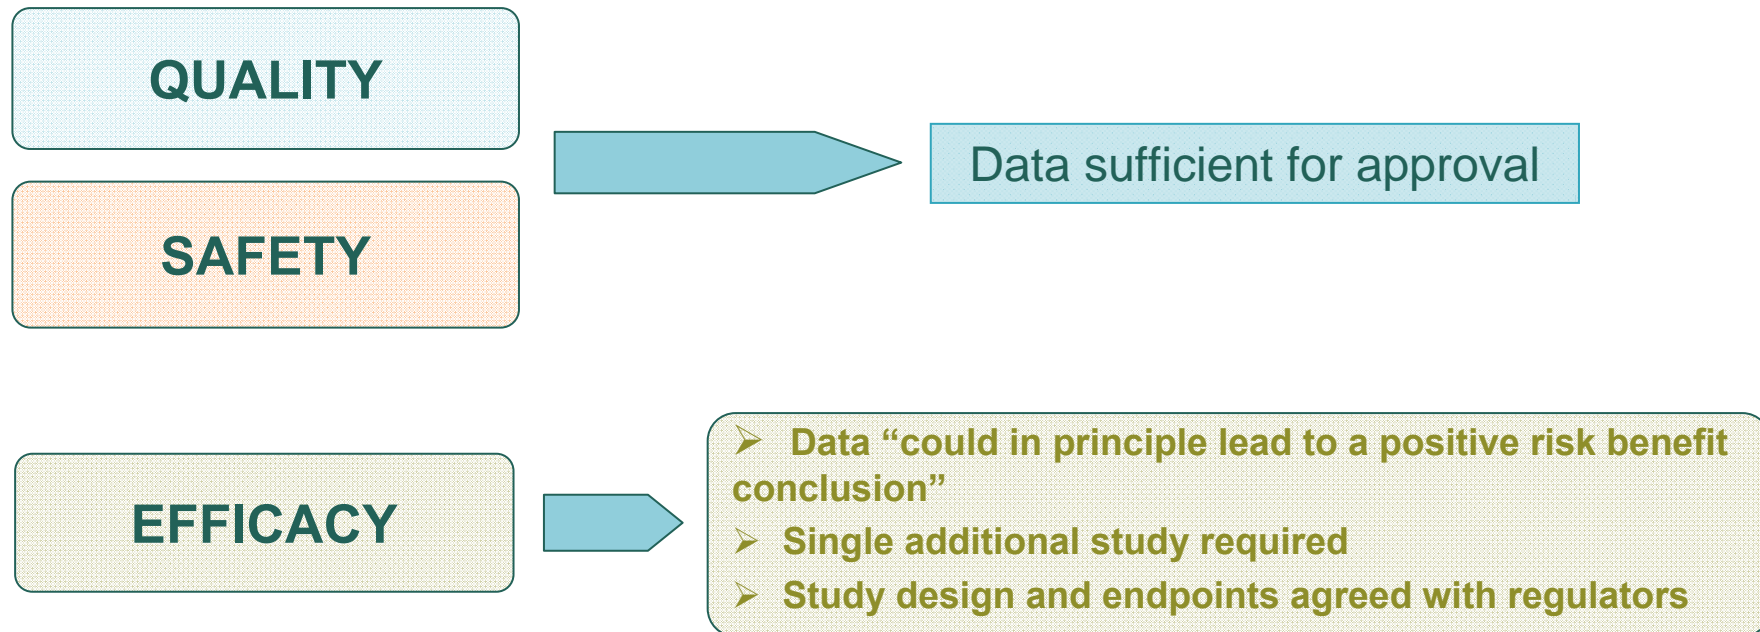 QUALITY
Data sufficient for approval
SAFETY
EFFICACY
➢ Data “could in principle lead to a positive risk benefit
conclusion”
➢ Single additional study required
➢ Study design and endpoints agreed with regulators